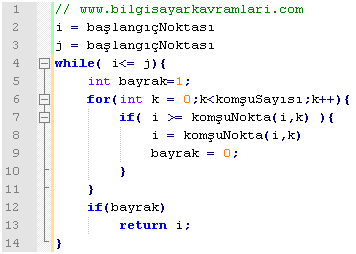 1 // www.bilgisayarkavramlari.com
2 i = başlangıçNoktası
3 j = başlangıçNoktası
4 while( i<= j){
5 int bayrak=1;
6 for(int k = 0;k<komşuSayısı;k++){
7 if( i >= komşuNokta(i,k) ){
8 i = komşuNokta(i,k)
9 bayrak = 0;
10 }
11 }
12 if(bayrak)
13 return i;
14 }